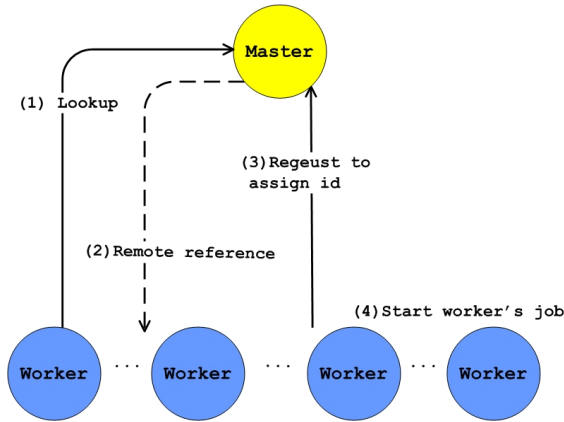 Master
(1) Lookup
(3)Regeust to
assign id
(2)Remote reference
(4)Start worker's job
Worker ... Worker ... Worker ... Worker